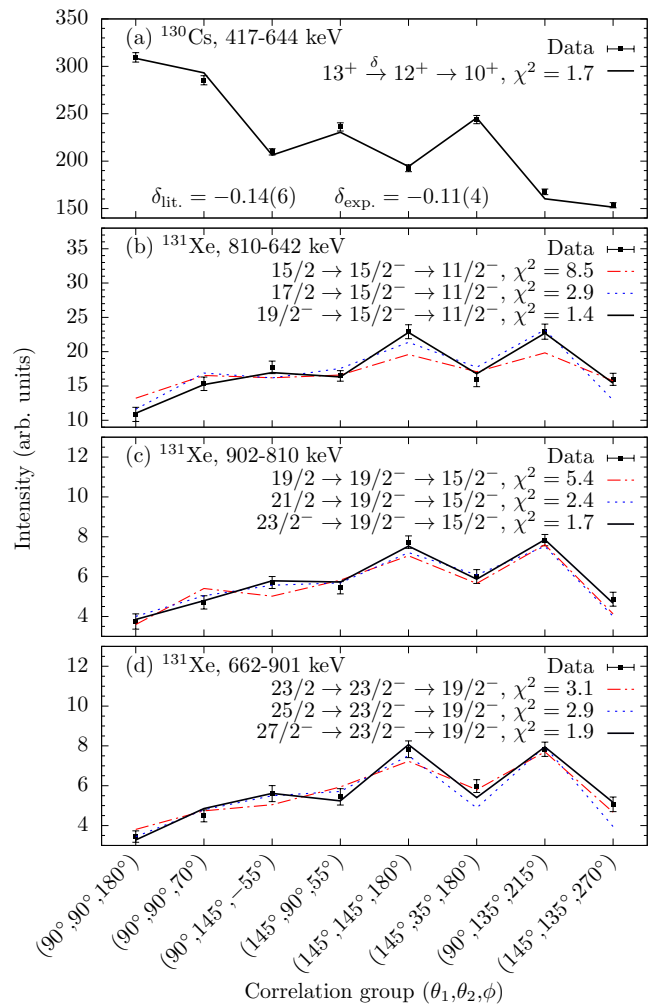 Intensity (arb. units)
350
300
250
200
150
(a) ¹³⁰Cs, 417-644 keV
Data
13⁺ →^δ 12⁺ → 10⁺, χ² = 1.7
δ_lit. = −0.14(6) δ_exp. = −0.11(4)
35
30
25
20
15
10
(b) ¹³¹Xe, 810-642 keV
Data
15/2 → 15/2⁻ → 11/2⁻, χ² = 8.5
17/2 → 15/2⁻ → 11/2⁻, χ² = 2.9
19/2⁻ → 15/2⁻ → 11/2⁻, χ² = 1.4
12
10
8
6
4
(c) ¹³¹Xe, 902-810 keV
Data
19/2 → 19/2⁻ → 15/2⁻, χ² = 5.4
21/2 → 19/2⁻ → 15/2⁻, χ² = 2.4
23/2⁻ → 19/2⁻ → 15/2⁻, χ² = 1.7
12
10
8
6
4
(d) ¹³¹Xe, 662-901 keV
Data
23/2 → 23/2⁻ → 19/2⁻, χ² = 3.1
25/2 → 23/2⁻ → 19/2⁻, χ² = 2.9
27/2⁻ → 23/2⁻ → 19/2⁻, χ² = 1.9
(90°,90°,180°)
(90°,90°,70°)
(90°,145°,−55°)
(145°,90°,55°)
(145°,145°,180°)
(145°,35°,180°)
(90°,135°,215°)
(145°,135°,270°)
Correlation group (θ₁,θ₂,ϕ)